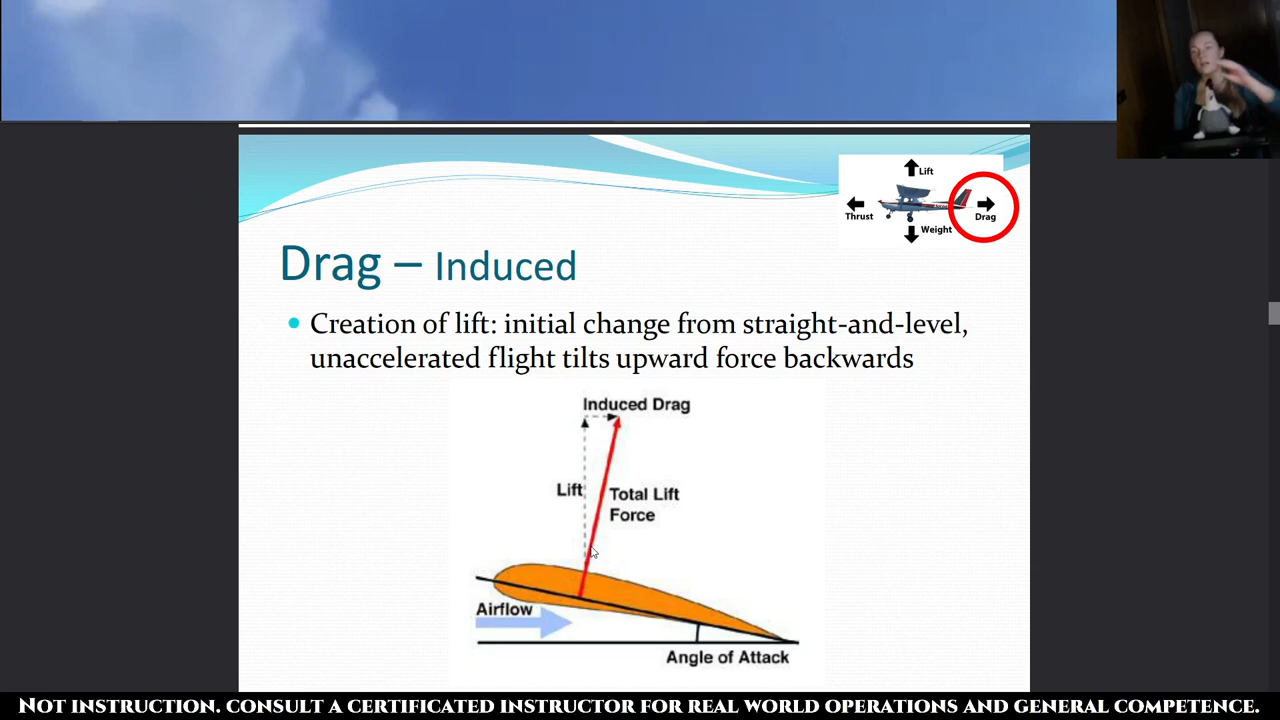 Lift
Thrust
Drag
Weight
Drag – Induced
Creation of lift: initial change from straight-and-level,
unaccelerated flight tilts upward force backwards
Induced Drag
Lift
Total Lift
Force
Airflow
Angle of Attack
Not instruction. Consult a certificated instructor for real world operations and general competence.